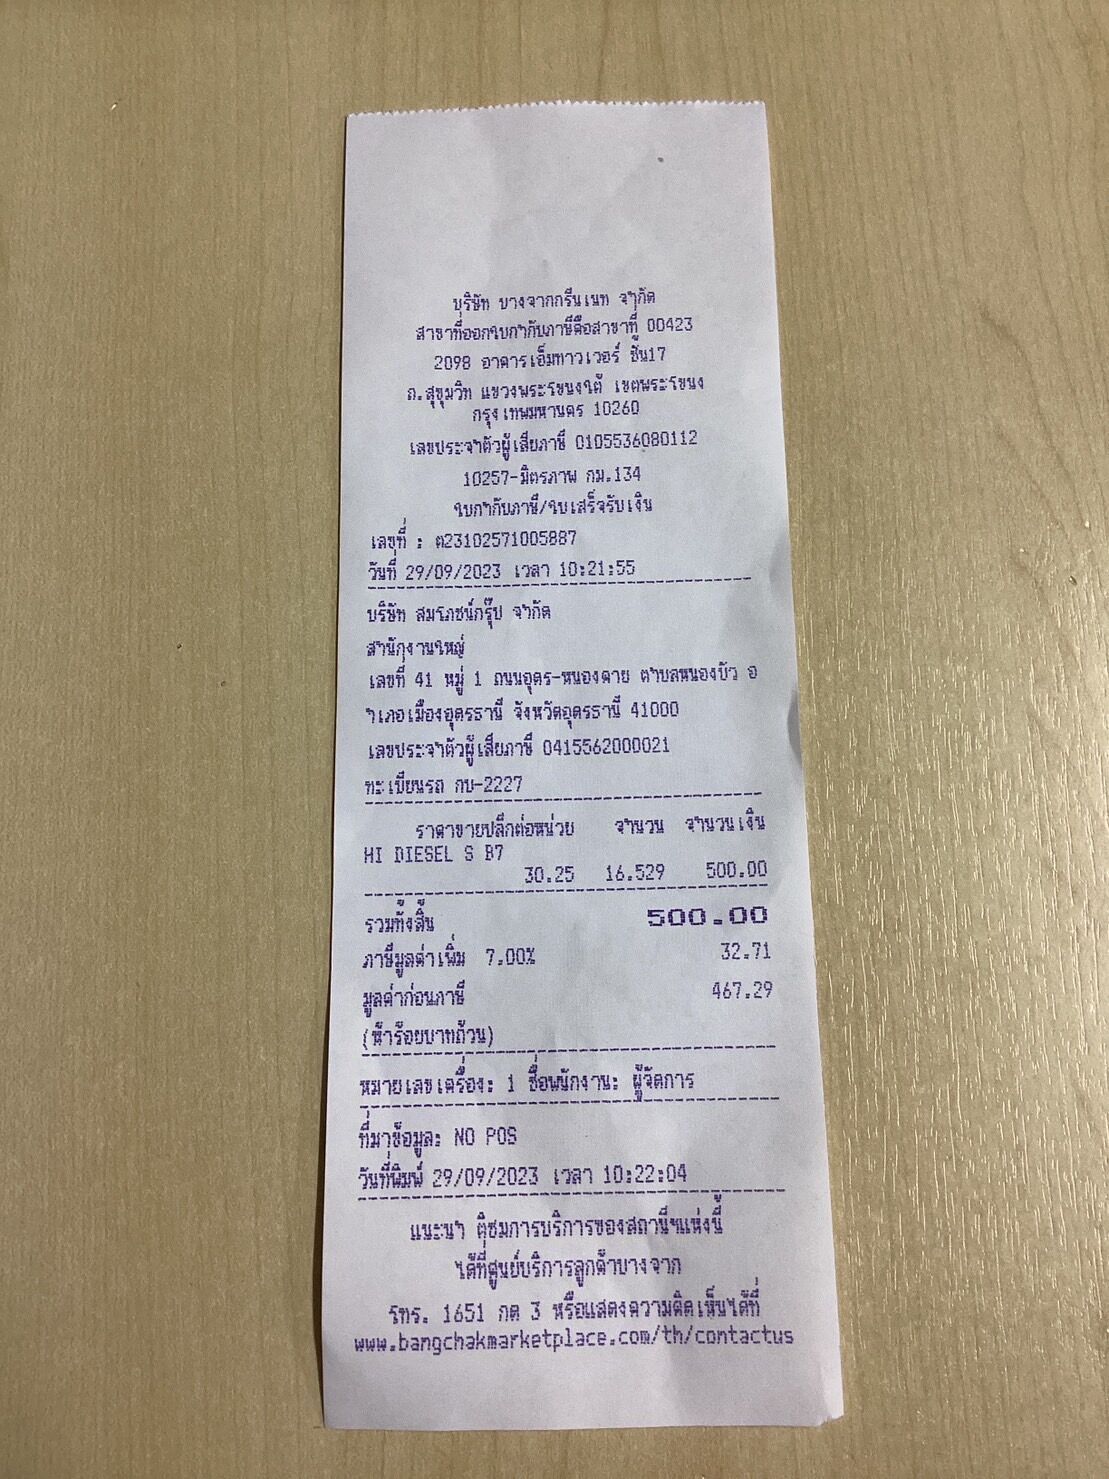 บริษัท บางจากกรีนเนท จำกัด
สาขาที่ออกใบกำกับภาษีคือสาขาที่ 00423
2098 อาคารเอ็มทาวเวอร์ ชั้น17
ถ.สุขุมวิท แขวงพระโขนงใต้ เขตพระโขนง
กรุงเทพมหานคร 10260
เลขประจำตัวผู้เสียภาษี 0105536080112
10257-มิตรภาพ กม.134
ใบกำกับภาษี/ใบเสร็จรับเงิน
เลขที่ : ต23102571005887
วันที่ 29/09/2023 เวลา 10:21:55
บริษัท สมโภชน์กรุ๊ป จำกัด
สำนักงานใหญ่
เลขที่ 41 หมู่ 1 ถนนอุดร-หนองคาย ตำบลหนองบัว อ
ำเภอเมืองอุดรธานี จังหวัดอุดรธานี 41000
เลขประจำตัวผู้เสียภาษี 0415562000021
ทะเบียนรถ กบ-2227
ราคาขายปลีกต่อหน่วย จำนวน จำนวนเงิน
HI DIESEL S B7
30.25 16.529 500.00
รวมทั้งสิ้น 500.00
ภาษีมูลค่าเพิ่ม 7.00% 32.71
มูลค่าก่อนภาษี 467.29
(ห้าร้อยบาทถ้วน)
หมายเลขเครื่อง: 1 ชื่อพนักงาน: ผู้จัดการ
ที่มาข้อมูล: NO POS
วันที่พิมพ์ 29/09/2023 เวลา 10:22:04
แนะนำ ติชมการบริการของสถานีฯแห่งนี้
ได้ที่ศูนย์บริการลูกค้าบางจาก
โทร. 1651 กด 3 หรือแสดงความคิดเห็นได้ที่
www.bangchakmarketplace.com/th/contactus